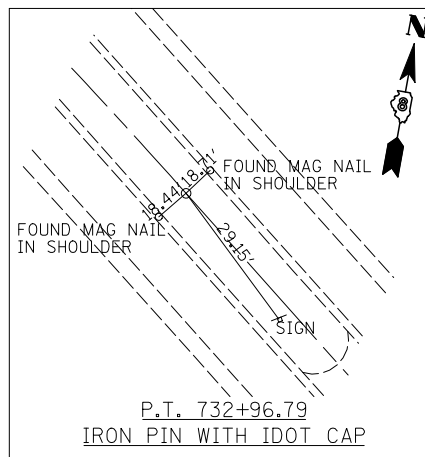 N
8
18.44'
18.71'
FOUND MAG NAIL
IN SHOULDER
FOUND MAG NAIL
IN SHOULDER
29.15'
SIGN
P.T. 732+96.79
IRON PIN WITH IDOT CAP